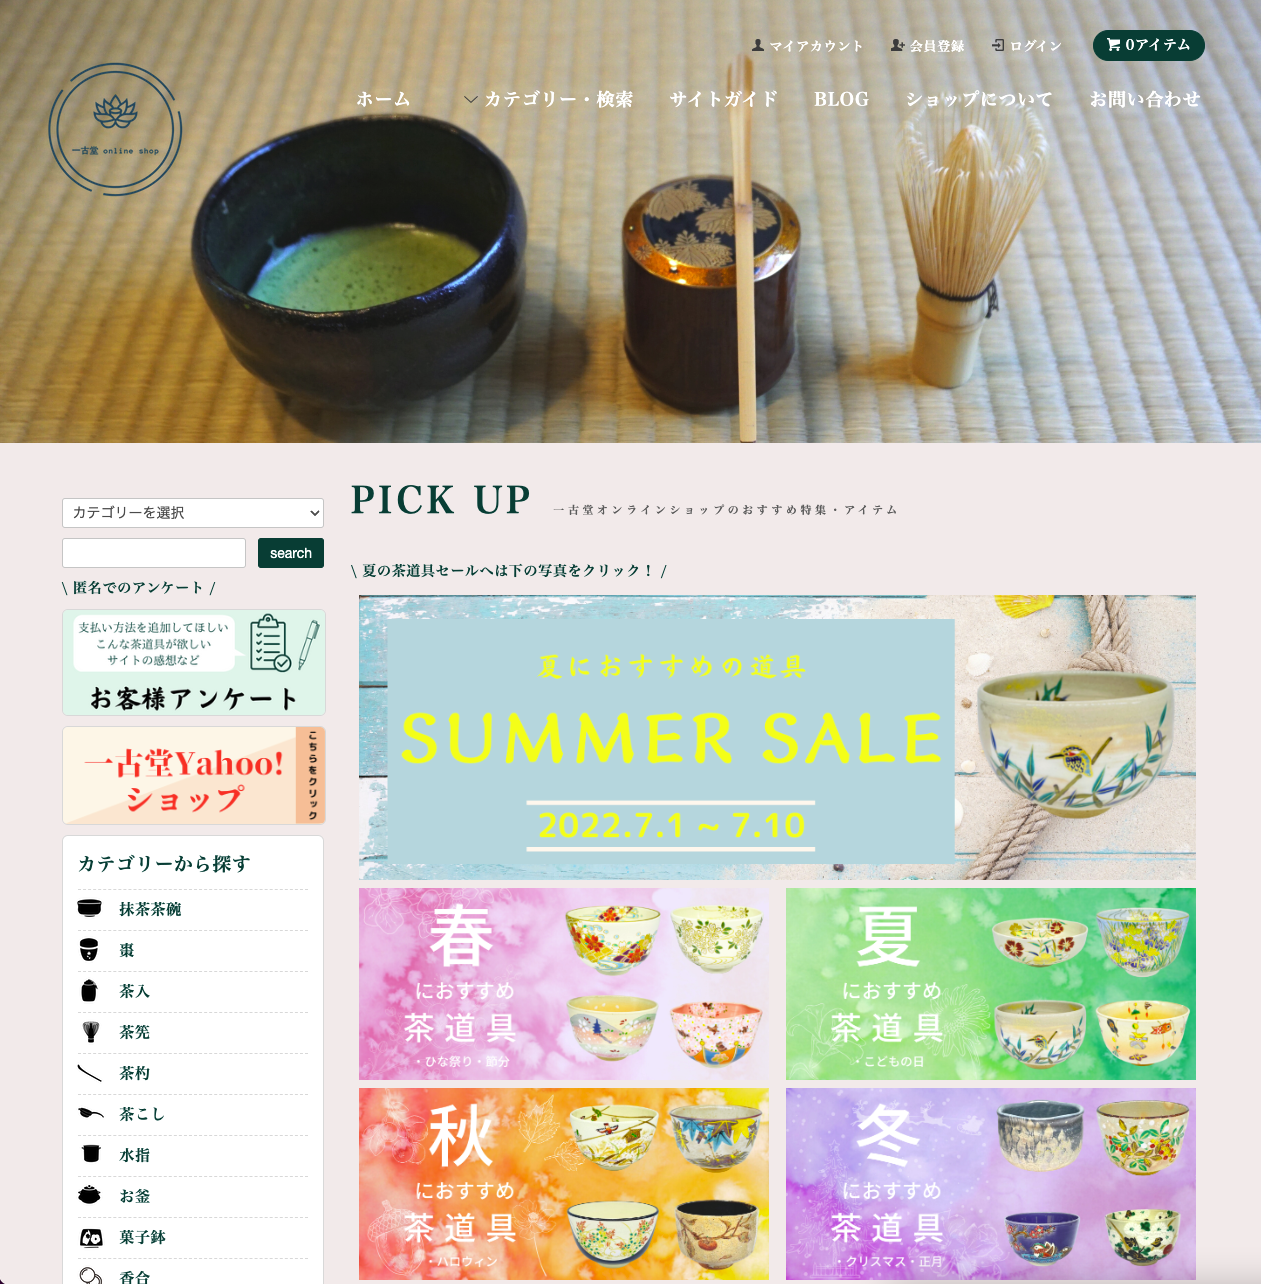 マイアカウント
会員登録
ログイン
0アイテム
ホーム
カテゴリー・検索
サイトガイド
BLOG
ショップについて
お問い合わせ
一古堂 online shop
PICK UP
一古堂オンラインショップのおすすめ特集・アイテム
カテゴリーを選択
search
\ 匿名でのアンケート /
支払い方法を追加してほしい
こんな茶道具が欲しい
サイトの感想など
お客様アンケート
一古堂Yahoo!
ショップ
こちらをクリック
カテゴリーから探す
抹茶茶碗
棗
茶入
茶筅
茶杓
茶こし
水指
お釜
菓子鉢
香合
\ 夏の茶道具セールへは下の写真をクリック！ /
夏におすすめの道具
SUMMER SALE
2022.7.1 ~ 7.10
春
におすすめ
茶道具
・ひな祭り・節分
夏
におすすめ
茶道具
・こどもの日
秋
におすすめ
茶道具
・ハロウィン
冬
におすすめ
茶道具
・クリスマス・正月